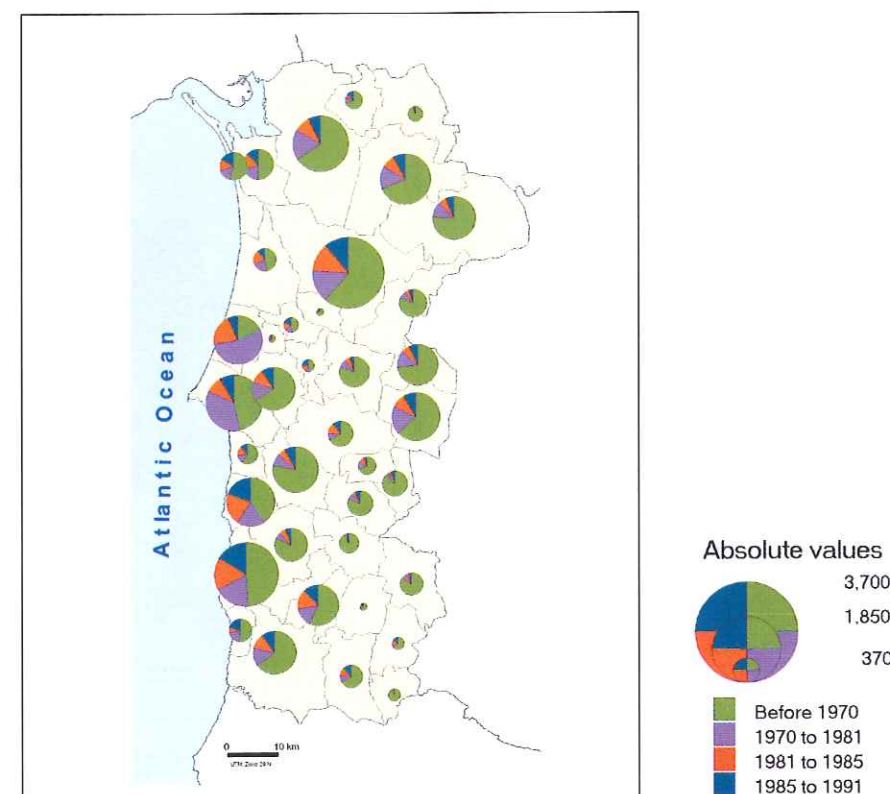 Atlantic Ocean
0 10 km
Absolute values
3,700
1.850
370
Before 1970
1970 to 1981
1981 to 1985
1985 to 1991